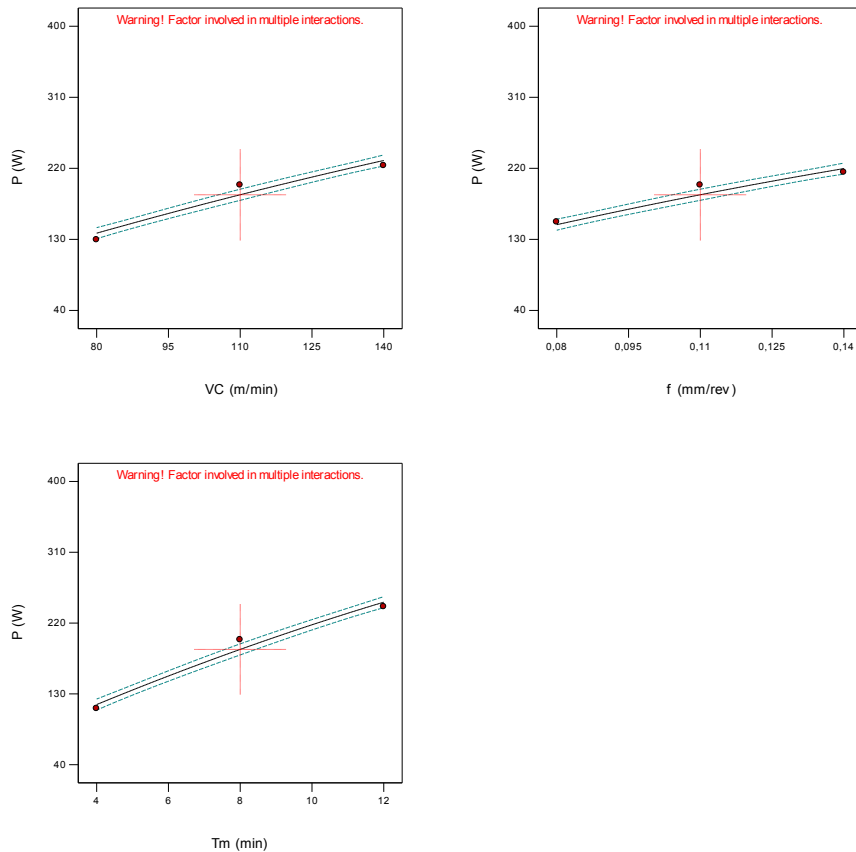 Warning! Factor involved in multiple interactions.
400
310
220
130
40
P (W)
80 95 110 125 140
VC (m/min)
Warning! Factor involved in multiple interactions.
400
310
220
130
40
P (W)
0,08 0,095 0,11 0,125 0,14
f (mm/rev)
Warning! Factor involved in multiple interactions.
400
310
220
130
40
P (W)
4 6 8 10 12
Tm (min)